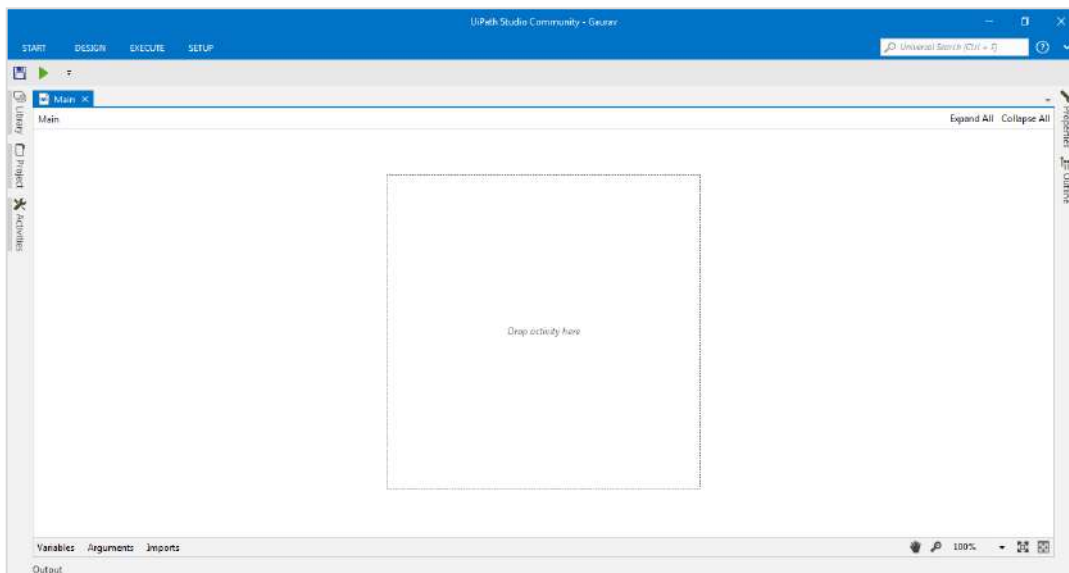 UiPath Studio Community - Gaurav
START DESIGN EXECUTE SETUP
Universal Search (Ctrl + F)
Main
Main
Expand All Collapse All
Library
Project
Activities
Properties
Outline
Drop activity here
Variables Arguments Imports
100%
Output